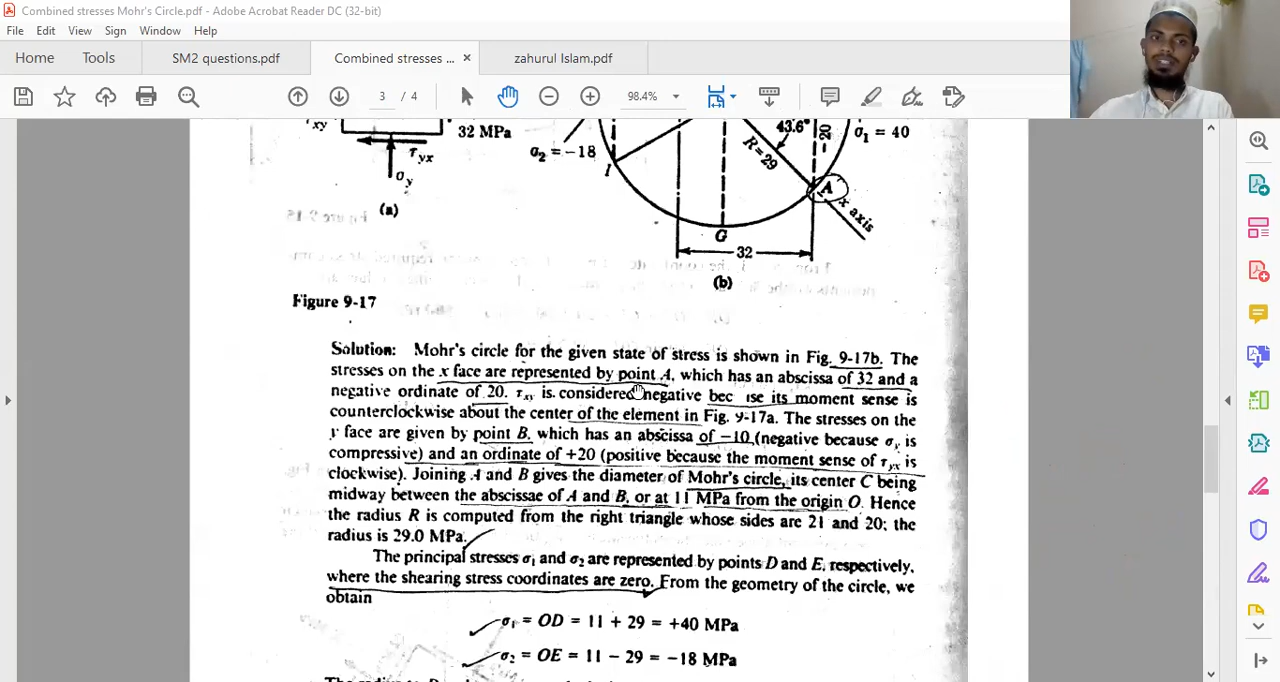 Combined stresses Mohr's Circle.pdf - Adobe Acrobat Reader DC (32-bit)
File Edit View Sign Window Help
Home Tools SM2 questions.pdf Combined stresses ... × zahurul Islam.pdf
3 / 4 98.4%
τxy 32 MPa
τyx
σy
(a)
σ2 = −18
I
R=29
43.6°
−20
σ1 = 40
A
x axis
G
32
(b)
Figure 9-17
Solution: Mohr's circle for the given state of stress is shown in Fig. 9-17b. The
stresses on the x face are represented by point A, which has an abscissa of 32 and a
negative ordinate of 20. τxy is considered negative bec use its moment sense is
counterclockwise about the center of the element in Fig. 9-17a. The stresses on the
y face are given by point B, which has an abscissa of −10 (negative because σy is
compressive) and an ordinate of +20 (positive because the moment sense of τyx is
clockwise). Joining A and B gives the diameter of Mohr's circle, its center C being
midway between the abscissae of A and B, or at 11 MPa from the origin O. Hence
the radius R is computed from the right triangle whose sides are 21 and 20; the
radius is 29.0 MPa.
The principal stresses σ1 and σ2 are represented by points D and E, respectively,
where the shearing stress coordinates are zero. From the geometry of the circle, we
obtain
σ1 = OD = 11 + 29 = +40 MPa
σ2 = OE = 11 − 29 = −18 MPa